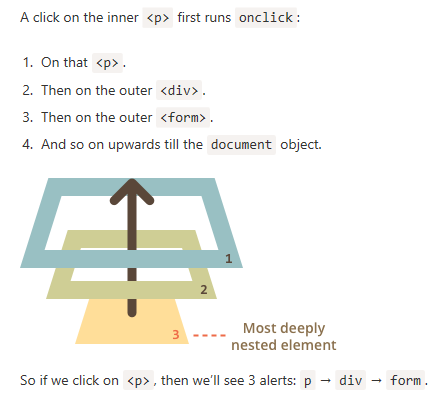 A click on the inner <p> first runs onclick:
1. On that <p>.
2. Then on the outer <div>.
3. Then on the outer <form>.
4. And so on upwards till the document object.
1
2
3
Most deeply
nested element
So if we click on <p>, then we’ll see 3 alerts: p → div → form.